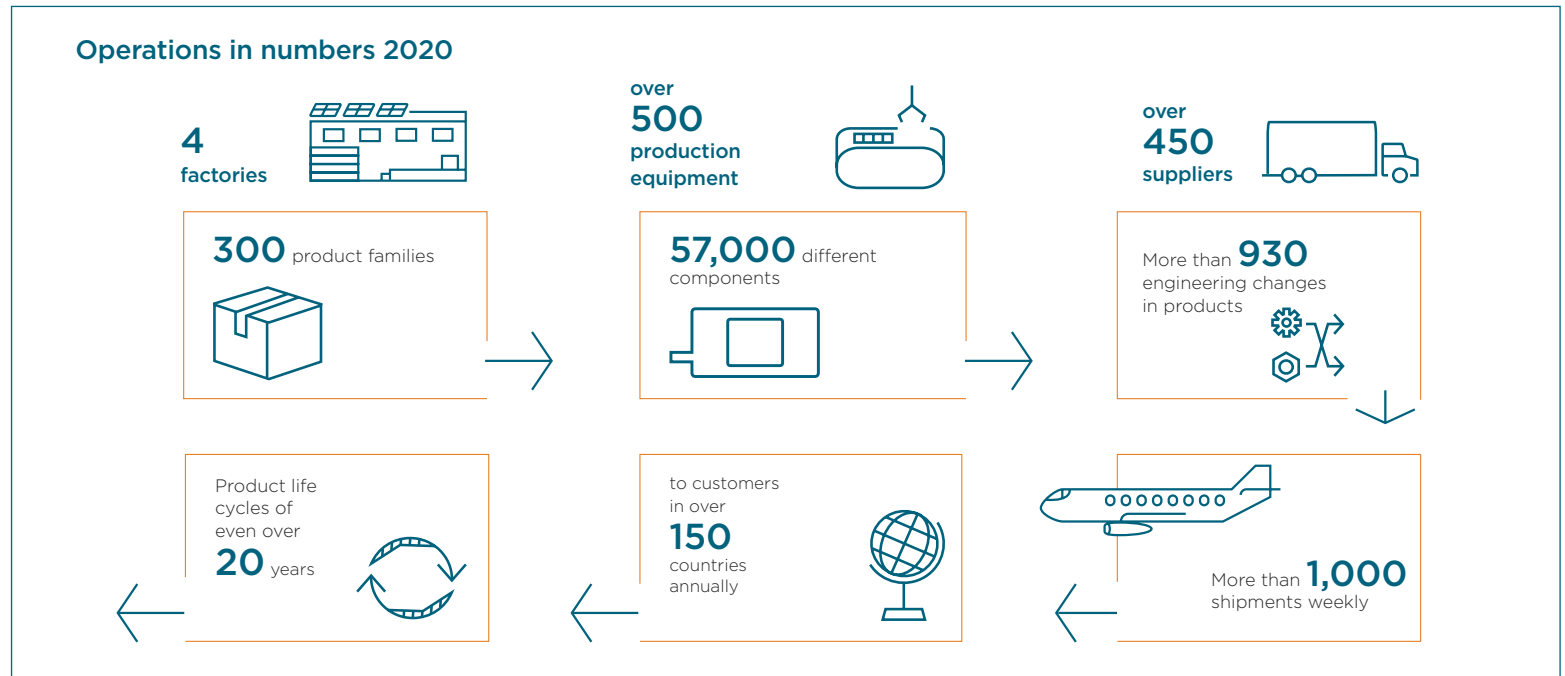 Operations in numbers 2020
4
factories
over
500
production
equipment
over
450
suppliers
300 product families
57,000 different
components
More than 930
engineering changes
in products
More than 1,000
shipments weekly
to customers
in over
150
countries
annually
Product life
cycles of
even over
20 years